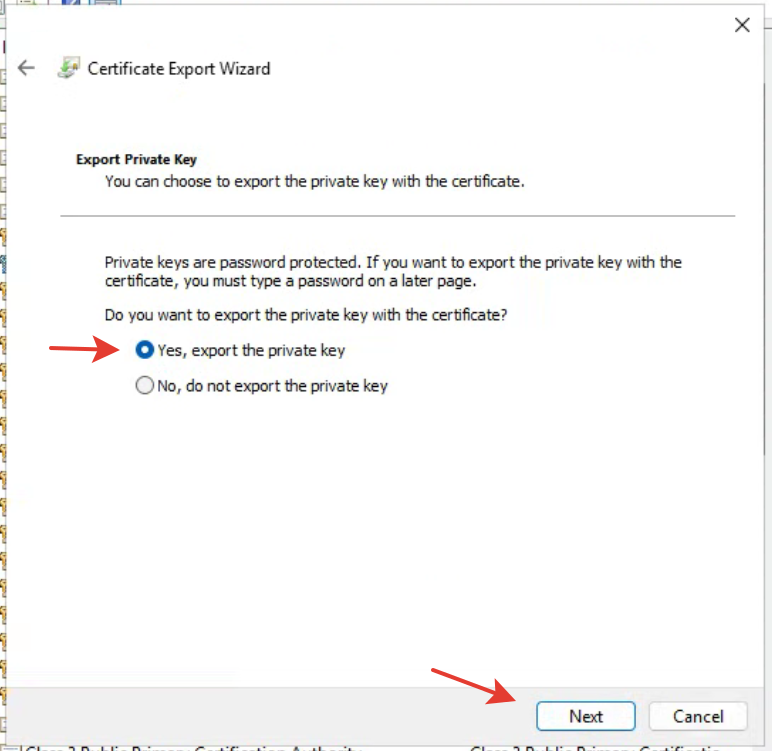 Certificate Export Wizard
Export Private Key
You can choose to export the private key with the certificate.
Private keys are password protected. If you want to export the private key with the
certificate, you must type a password on a later page.
Do you want to export the private key with the certificate?
Yes, export the private key
No, do not export the private key
Next
Cancel
Class 3 Public Primary Certification Authority
Class 3 Public Primary Certificatio